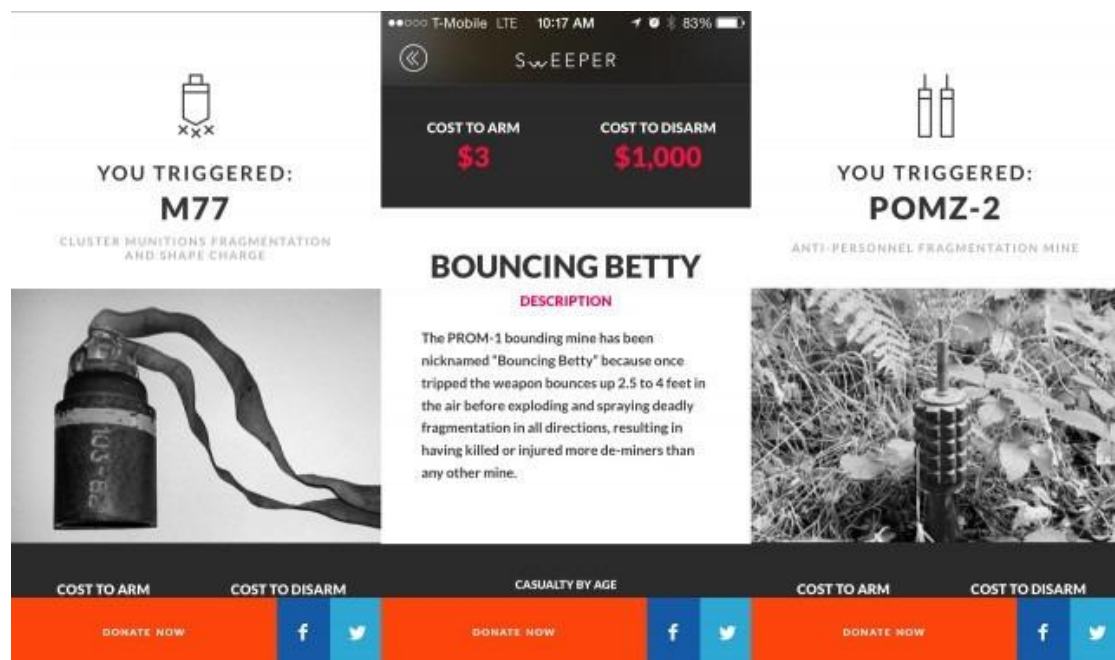 YOU TRIGGERED:
M77
CLUSTER MUNITIONS FRAGMENTATION
AND SHAPE CHARGE
103-82
COST TO ARM
COST TO DISARM
DONATE NOW
f
T-Mobile LTE 10:17 AM 83%
SWEEPER
COST TO ARM
COST TO DISARM
$3
$1,000
BOUNCING BETTY
DESCRIPTION
The PROM-1 bounding mine has been
nicknamed "Bouncing Betty" because once
tripped the weapon bounces up 2.5 to 4 feet in
the air before exploding and spraying deadly
fragmentation in all directions, resulting in
having killed or injured more de-miners than
any other mine.
CASUALTY BY AGE
DONATE NOW
f
YOU TRIGGERED:
POMZ-2
ANTI-PERSONNEL FRAGMENTATION MINE
COST TO ARM
COST TO DISARM
DONATE NOW
f